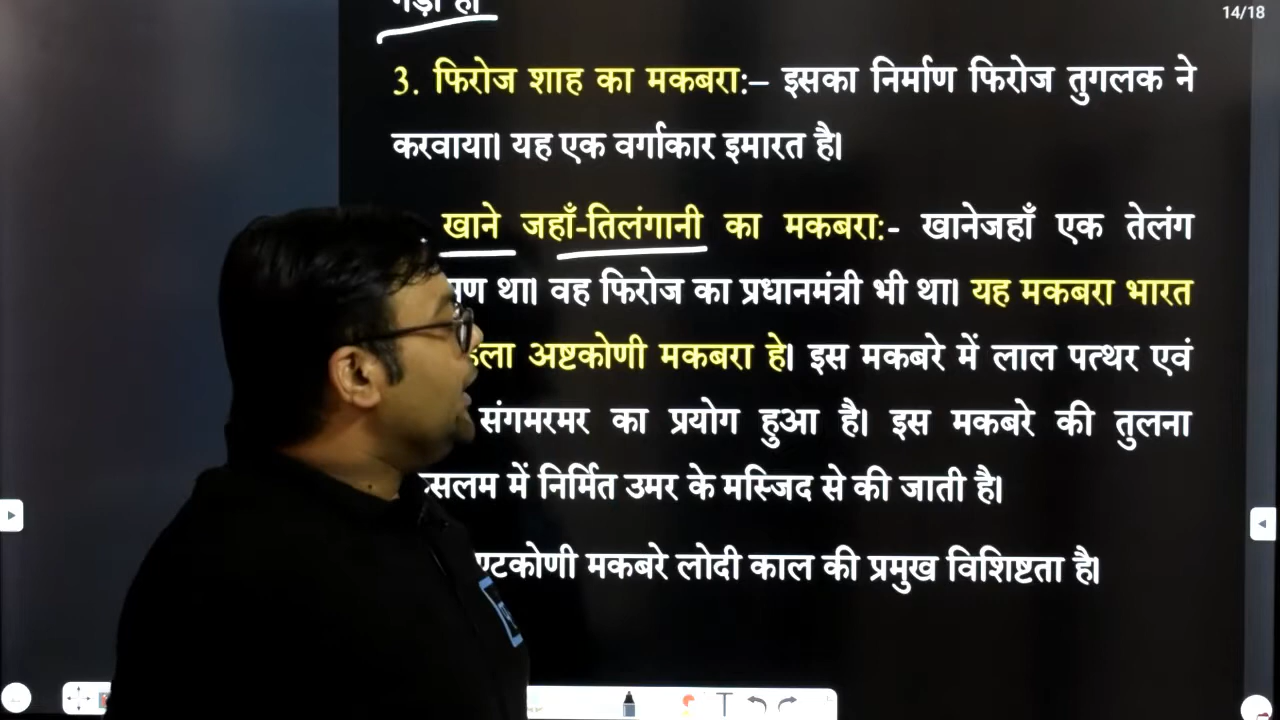 14/18
3. फिरोज शाह का मकबरा:– इसका निर्माण फिरोज तुगलक ने
करवाया। यह एक वर्गाकार इमारत है।
खाने जहाँ-तिलंगानी का मकबरा:- खानेजहाँ एक तेलंग
था। वह फिरोज का प्रधानमंत्री भी था। यह मकबरा भारत
अष्टकोणी मकबरा हे। इस मकबरे में लाल पत्थर एवं
संगमरमर का प्रयोग हुआ है। इस मकबरे की तुलना
में निर्मित उमर के मस्जिद से की जाती है।
मकबरे लोदी काल की प्रमुख विशिष्टता है।
T